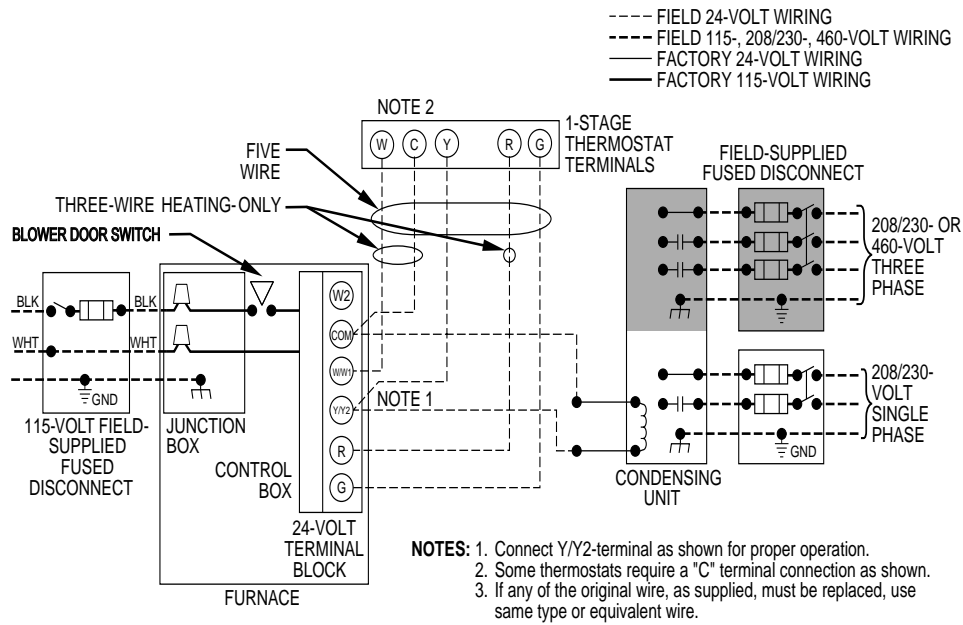 FIELD 24-VOLT WIRING
FIELD 115-, 208/230-, 460-VOLT WIRING
FACTORY 24-VOLT WIRING
FACTORY 115-VOLT WIRING
NOTE 2
W C Y R G
1-STAGE
THERMOSTAT
TERMINALS
FIVE
WIRE
THREE-WIRE HEATING-ONLY
BLOWER DOOR SWITCH
FIELD-SUPPLIED
FUSED DISCONNECT
208/230- OR
460-VOLT
THREE
PHASE
BLK
BLK
WHT
WHT
GND
W2
COM
W/W1
Y/Y2
R
G
NOTE 1
115-VOLT FIELD-
SUPPLIED
FUSED
DISCONNECT
JUNCTION
BOX
CONTROL
BOX
24-VOLT
TERMINAL
BLOCK
FURNACE
208/230-
VOLT
SINGLE
PHASE
GND
CONDENSING
UNIT
NOTES: 1. Connect Y/Y2-terminal as shown for proper operation.
2. Some thermostats require a "C" terminal connection as shown.
3. If any of the original wire, as supplied, must be replaced, use
same type or equivalent wire.